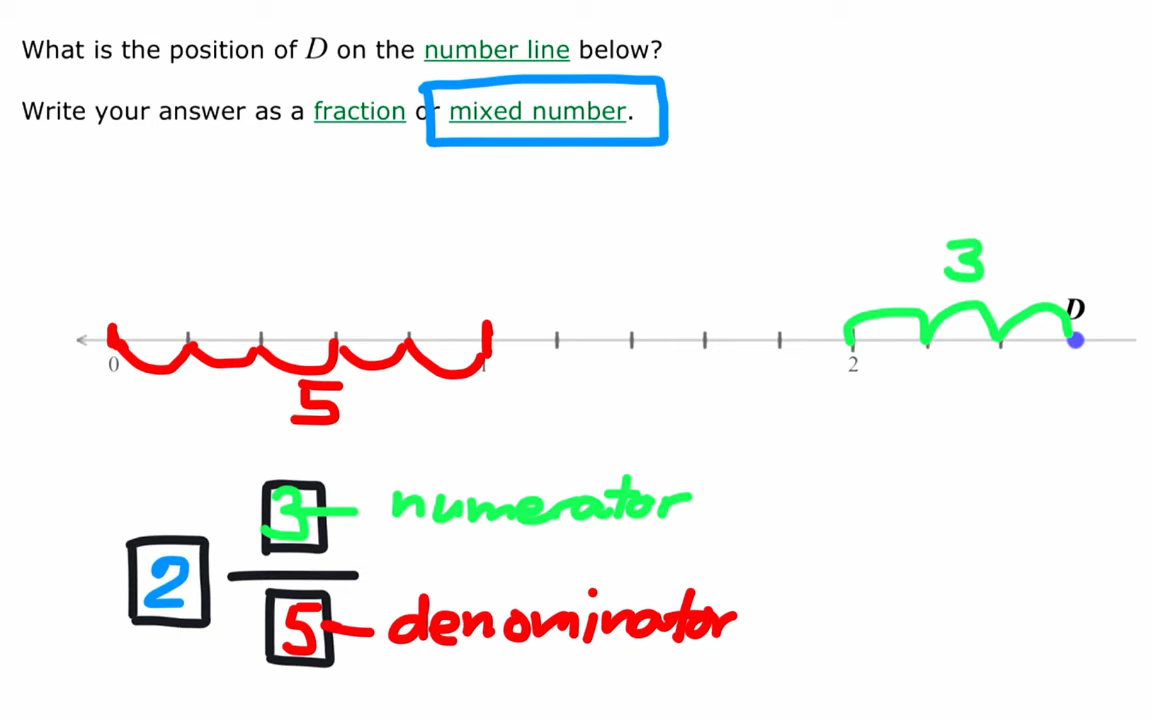 What is the position of D on the number line below?
Write your answer as a fraction or mixed number.
3
D
0
1
2
5
3 numerator
2
5 denominator